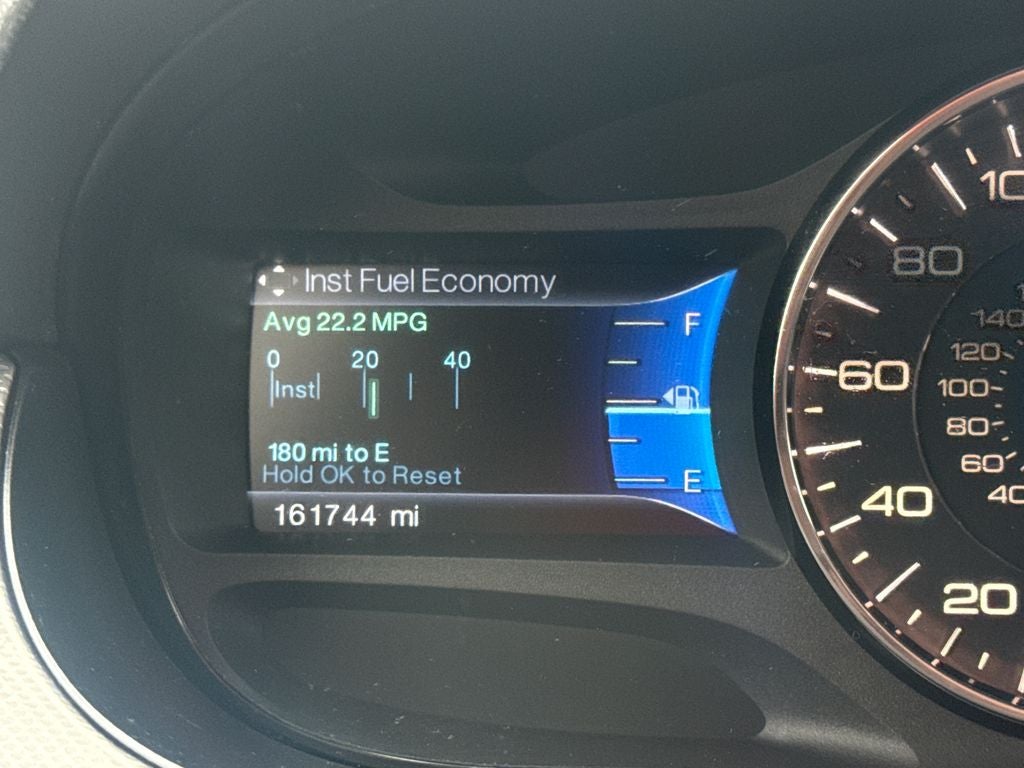 Inst Fuel Economy
Avg 22.2 MPG
0 20 40
Inst
180 mi to E
Hold OK to Reset
161744 mi
F
E
80
60
40
20
140
120
100
80
60